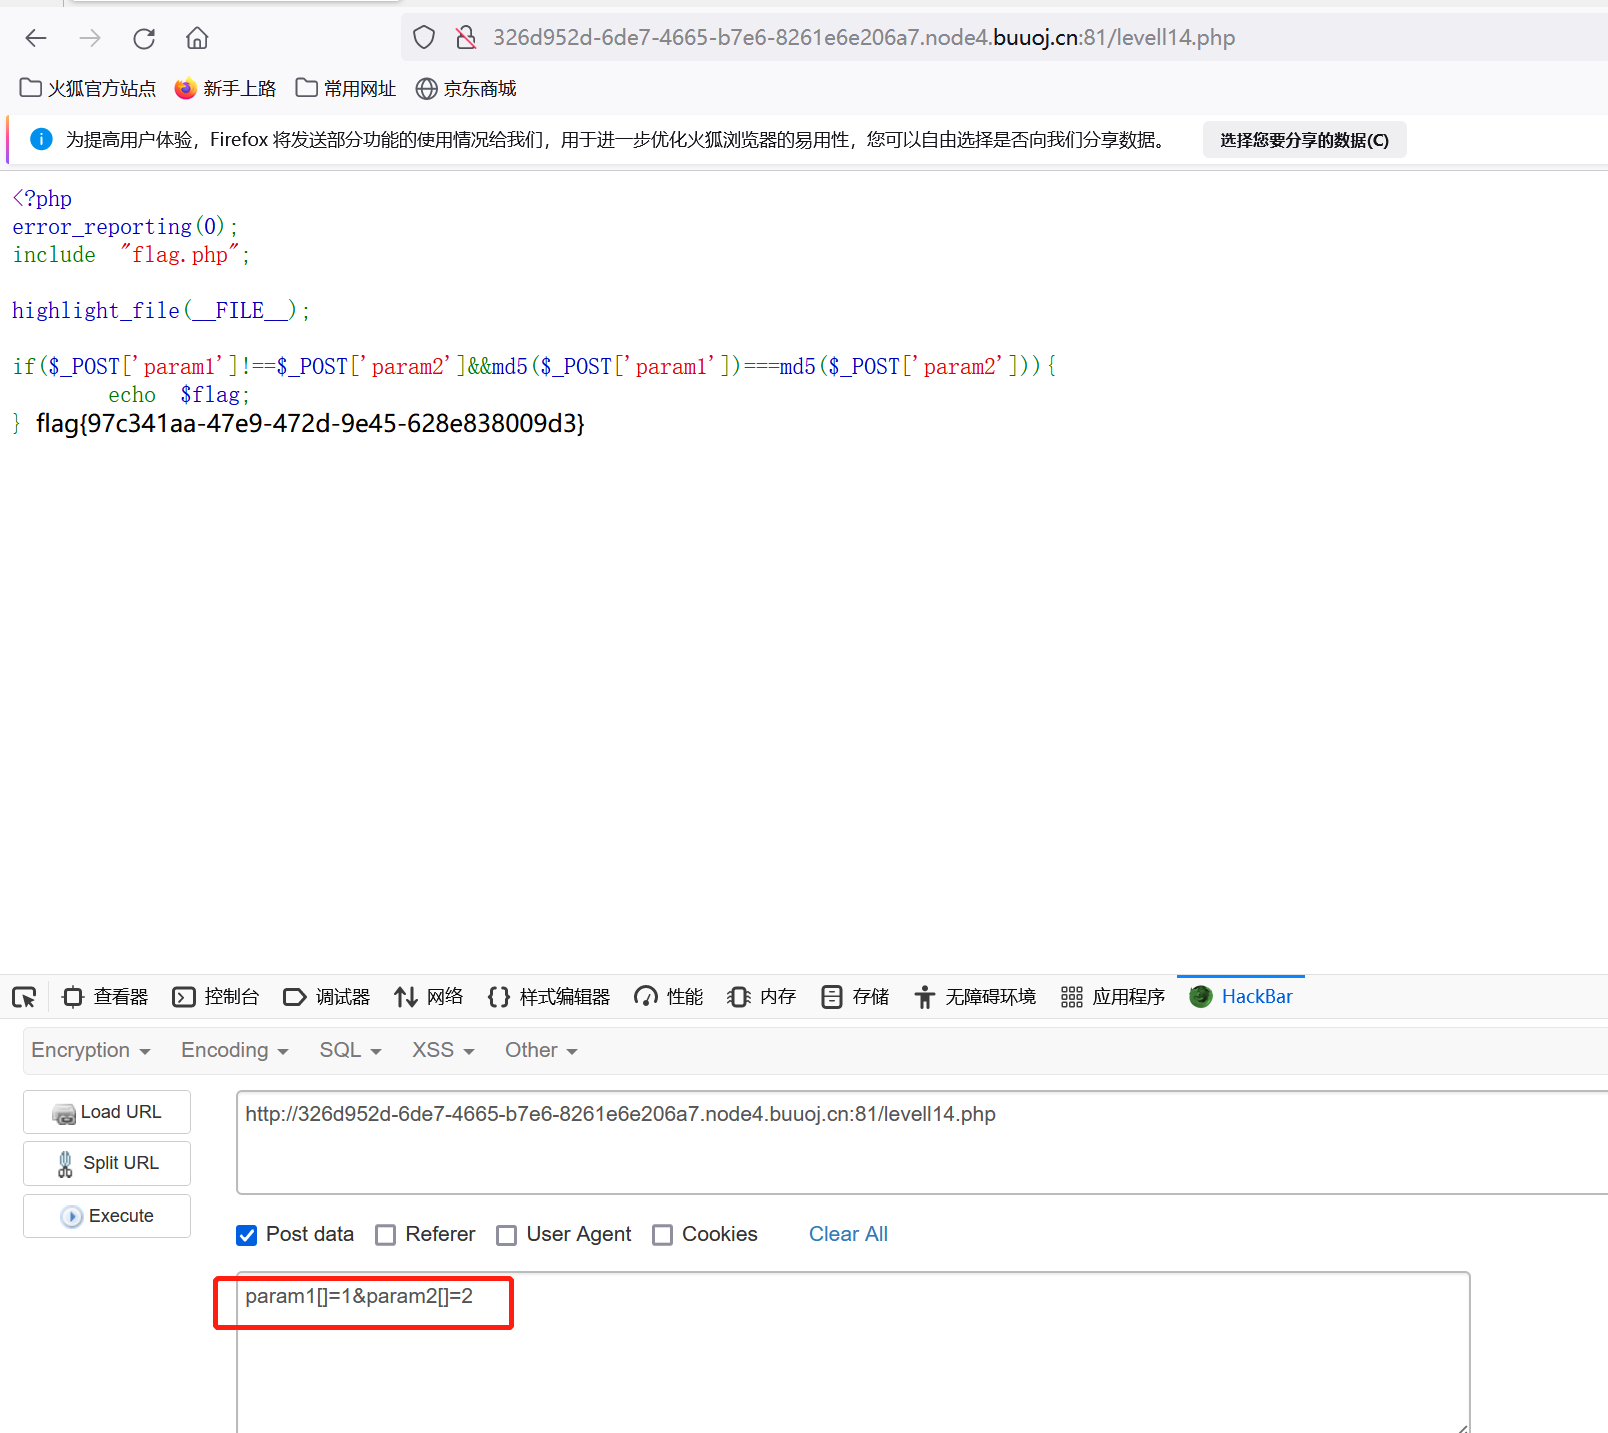 326d952d-6de7-4665-b7e6-8261e6e206a7.node4.buuoj.cn:81/levell14.php
火狐官方站点 新手上路 常用网址 京东商城
为提高用户体验，Firefox 将发送部分功能的使用情况给我们，用于进一步优化火狐浏览器的易用性，您可以自由选择是否向我们分享数据。 选择您要分享的数据(C)
<?php
error_reporting(0);
include "flag.php";
highlight_file(__FILE__);
if($_POST['param1']!==$_POST['param2']&&md5($_POST['param1'])===md5($_POST['param2'])){
echo $flag;
} flag{97c341aa-47e9-472d-9e45-628e838009d3}
查看器 控制台 调试器 网络 样式编辑器 性能 内存 存储 无障碍环境 应用程序 HackBar
Encryption Encoding SQL XSS Other
Load URL http://326d952d-6de7-4665-b7e6-8261e6e206a7.node4.buuoj.cn:81/levell14.php
Split URL
Execute
Post data Referer User Agent Cookies Clear All
param1[]=1&param2[]=2